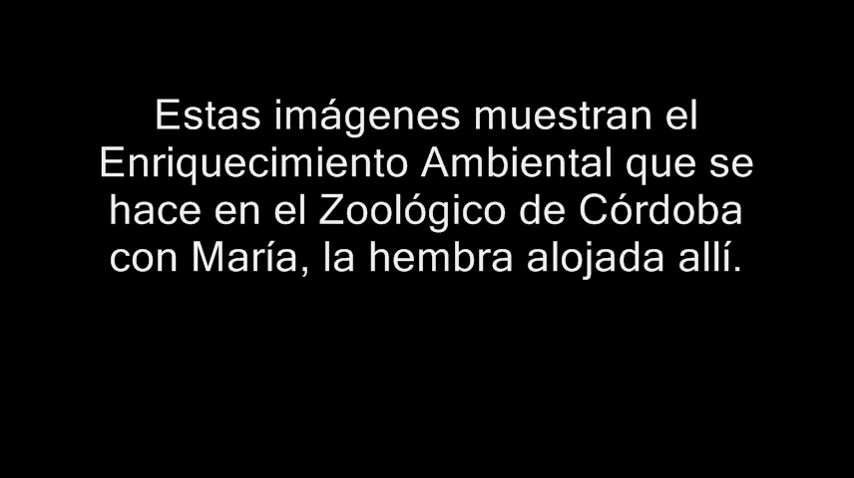 Estas imágenes muestran el
Enriquecimiento Ambiental que se
hace en el Zoológico de Córdoba
con María, la hembra alojada allí.